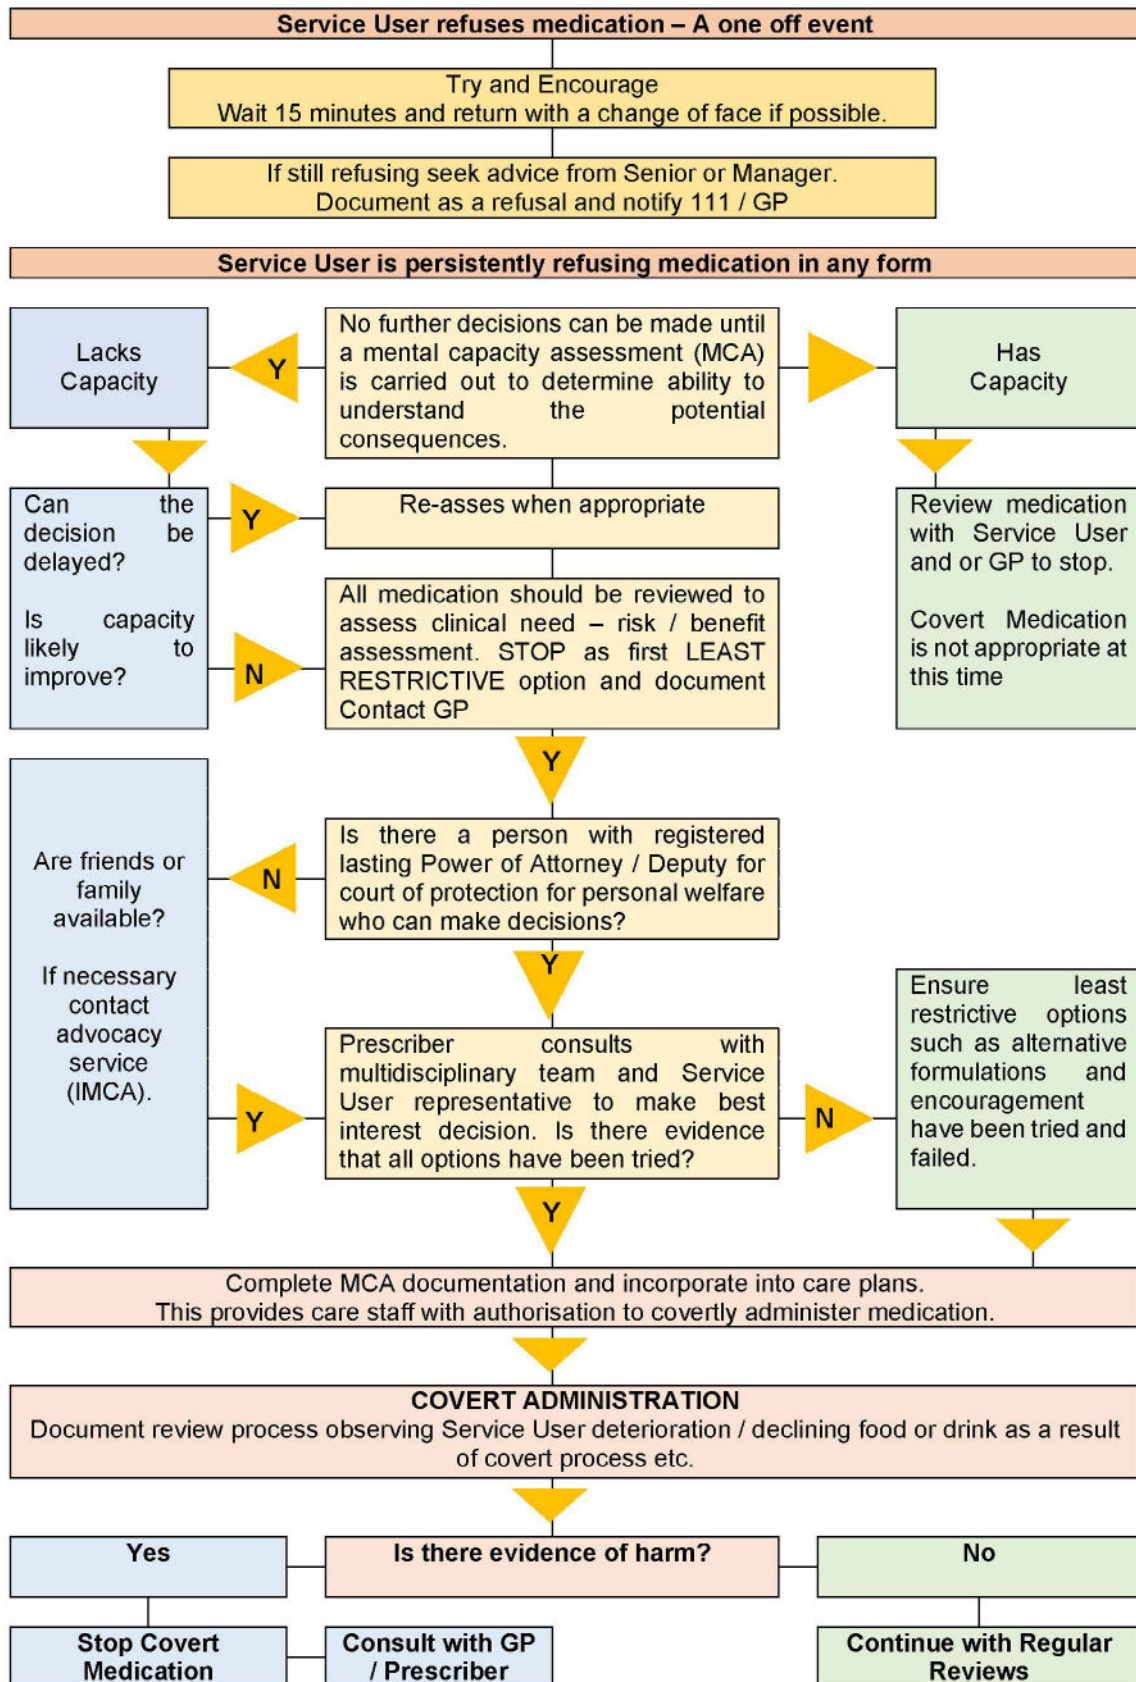 Service User refuses medication – A one off event
Try and Encourage
Wait 15 minutes and return with a change of face if possible.
If still refusing seek advice from Senior or Manager.
Document as a refusal and notify 111 / GP
Service User is persistently refusing medication in any form
Lacks
Capacity
Y
No further decisions can be made until
a mental capacity assessment (MCA)
is carried out to determine ability to
understand the potential
consequences.
Has
Capacity
Can the
decision be
delayed?
Is capacity
likely to
improve?
Y
Re-asses when appropriate
N
All medication should be reviewed to
assess clinical need – risk / benefit
assessment. STOP as first LEAST
RESTRICTIVE option and document
Contact GP
Review medication
with Service User
and or GP to stop.
Covert Medication
is not appropriate at
this time
Y
Are friends or
family
available?
If necessary
contact
advocacy
service
(IMCA).
N
Is there a person with registered
lasting Power of Attorney / Deputy for
court of protection for personal welfare
who can make decisions?
Y
Y
Prescriber consults with
multidisciplinary team and Service
User representative to make best
interest decision. Is there evidence
that all options have been tried?
N
Ensure least
restrictive options
such as alternative
formulations and
encouragement
have been tried and
failed.
Y
Complete MCA documentation and incorporate into care plans.
This provides care staff with authorisation to covertly administer medication.
COVERT ADMINISTRATION
Document review process observing Service User deterioration / declining food or drink as a result
of covert process etc.
Yes
Is there evidence of harm?
No
Stop Covert
Medication
Consult with GP
/ Prescriber
Continue with Regular
Reviews